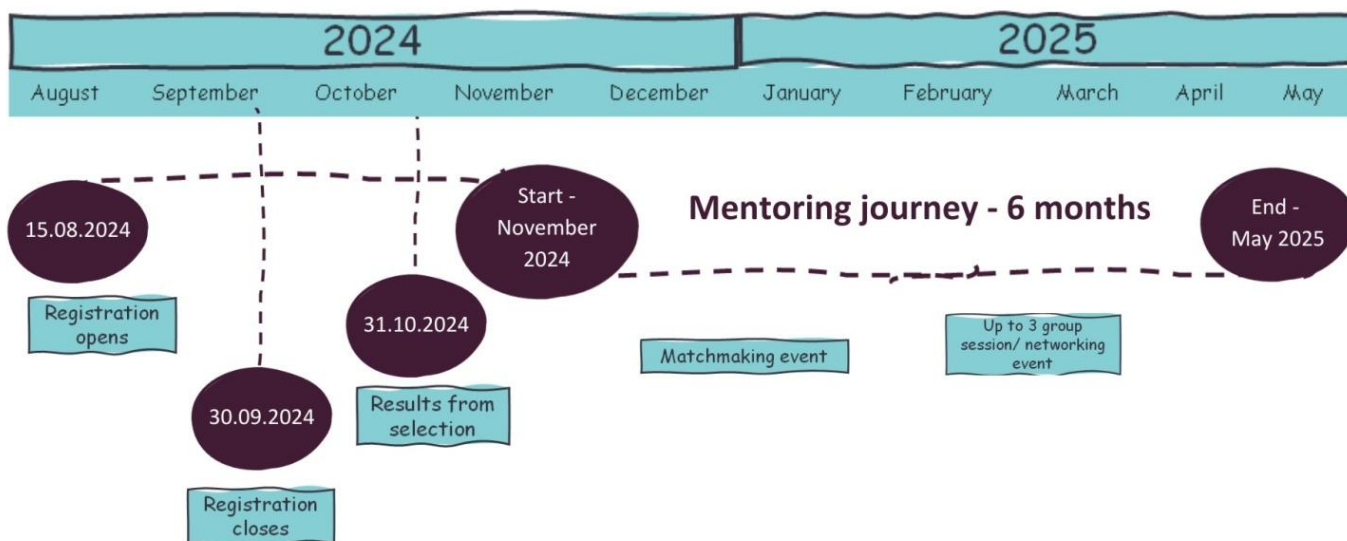 2024
2025
August September October November December January February March April May
15.08.2024
Registration
opens
30.09.2024
Registration
closes
31.10.2024
Results from
selection
Start -
November
2024
Mentoring journey - 6 months
Matchmaking event
Up to 3 group
session/ networking
event
End -
May 2025